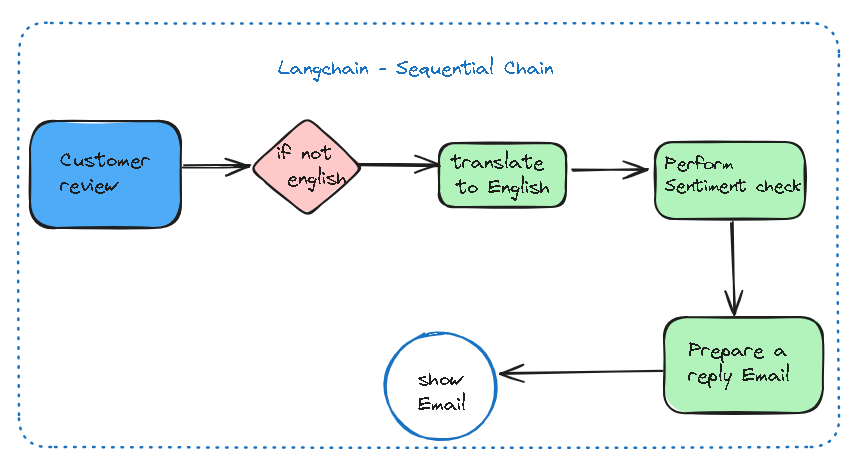 Langchain - Sequential Chain
Customer
review
if not
english
translate
to English
Perform
Sentiment check
Prepare a
reply Email
show
Email